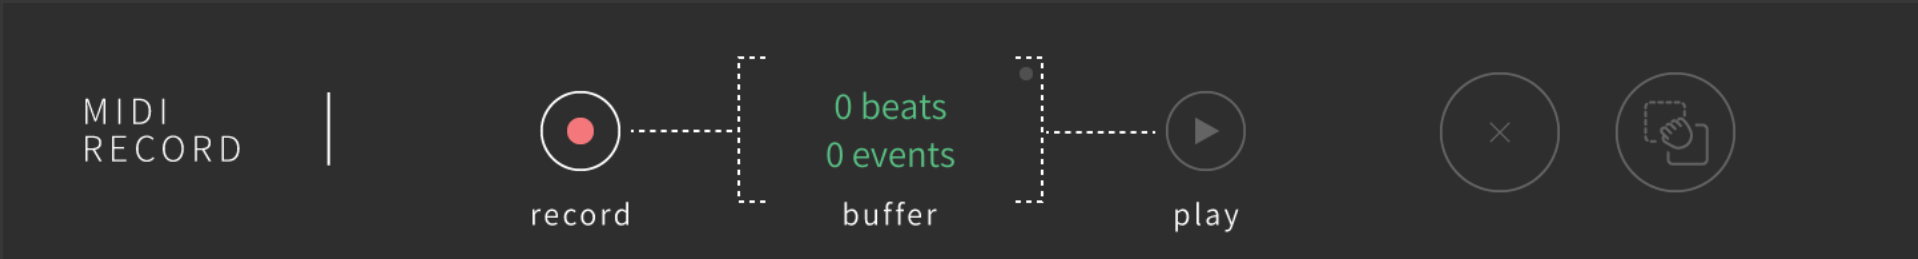 MIDI
RECORD
0 beats
0 events
record
buffer
play